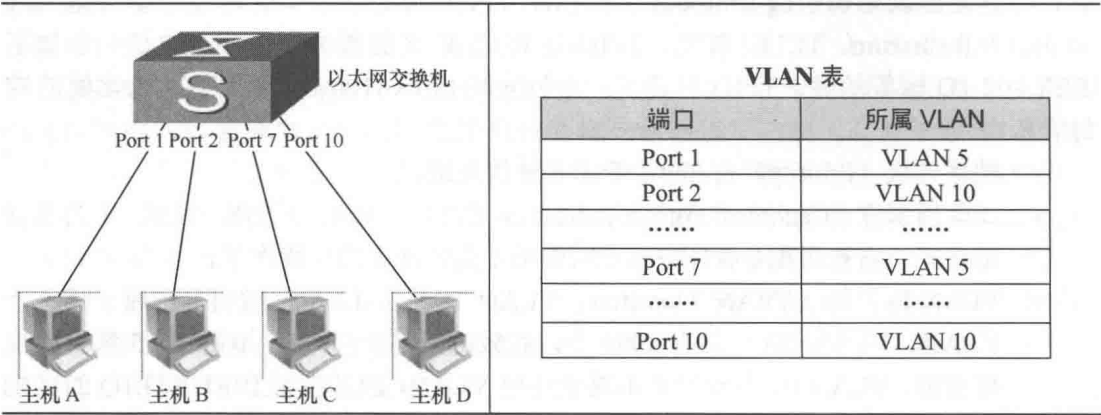 以太网交换机
Port 1 Port 2 Port 7 Port 10
主机 A 主机 B 主机 C 主机 D
VLAN 表
端口 所属 VLAN
Port 1 VLAN 5
Port 2 VLAN 10
…… ……
Port 7 VLAN 5
…… ……
Port 10 VLAN 10